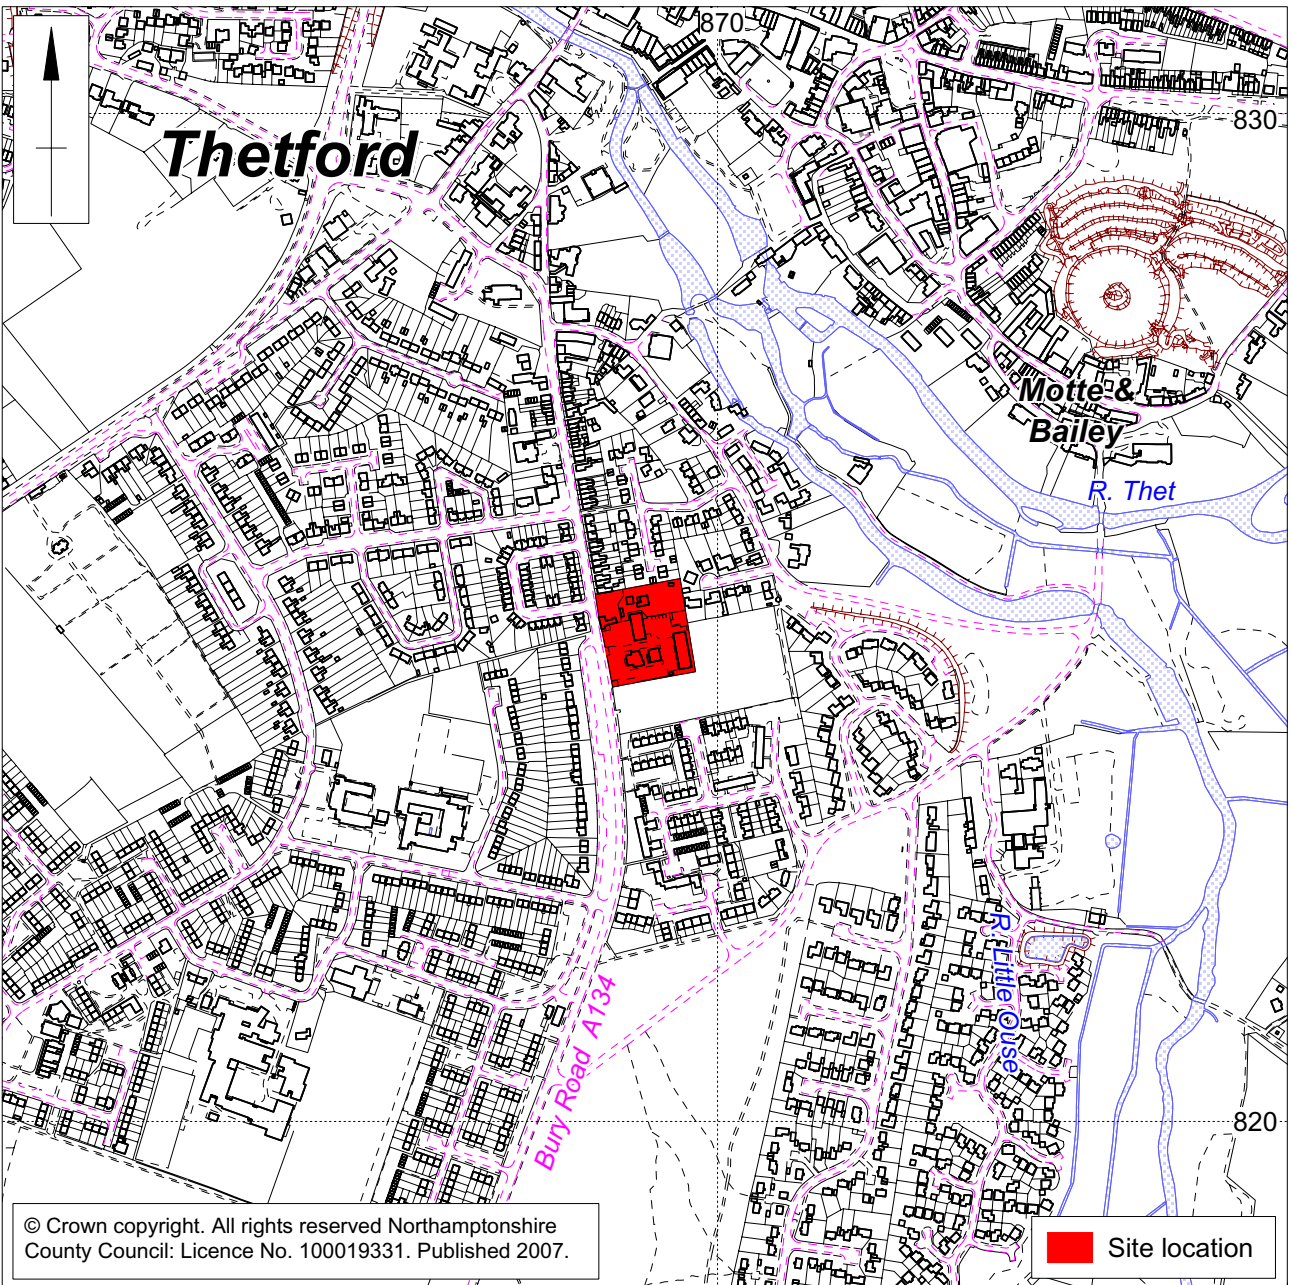 870
830
Thetford
Motte &
Bailey
R. Thet
R. Little Ouse
Bury Road A134
820
© Crown copyright. All rights reserved Northamptonshire
County Council: Licence No. 100019331. Published 2007.
Site location